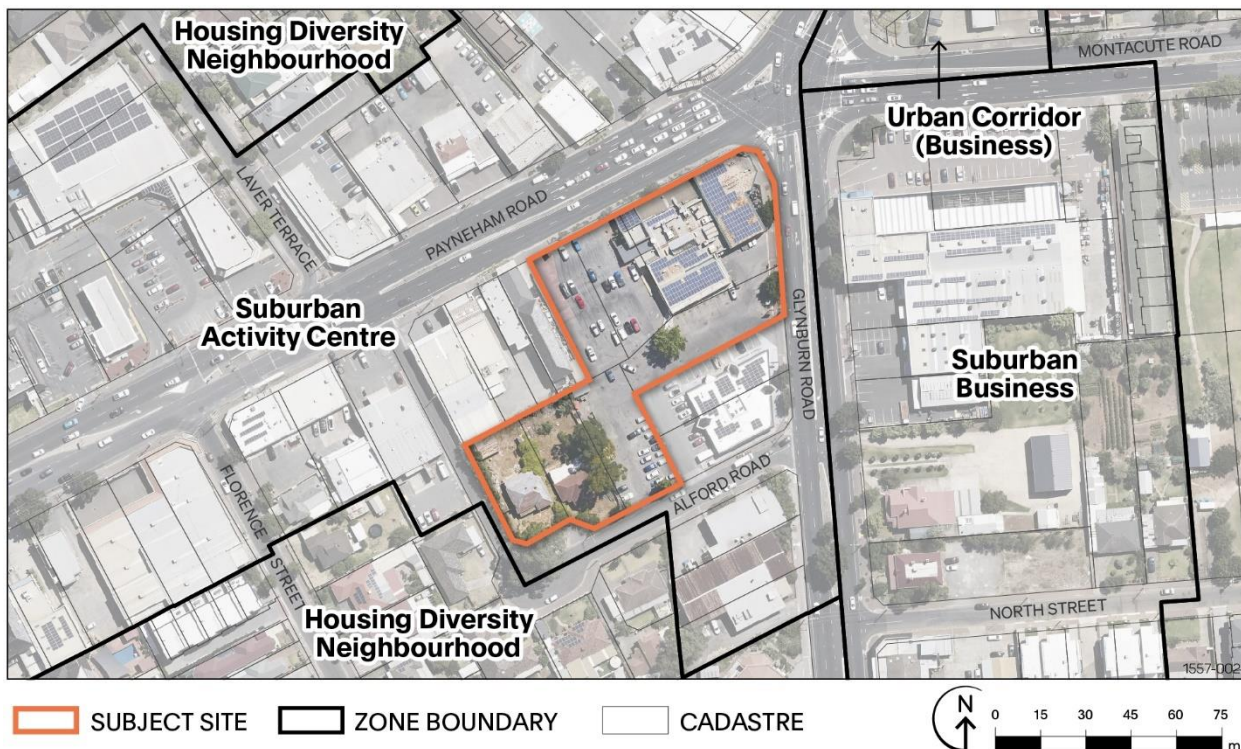 Housing Diversity
Neighbourhood
MONTACUTE ROAD
Urban Corridor
(Business)
LAVER TERRACE
PAYNEHAM ROAD
Suburban
Activity Centre
GLYNBURN ROAD
Suburban
Business
FLORENCE STREET
ALFORD ROAD
Housing Diversity
Neighbourhood
NORTH STREET
1557-002
SUBJECT SITE
ZONE BOUNDARY
CADASTRE
N
0 15 30 45 60 75
m